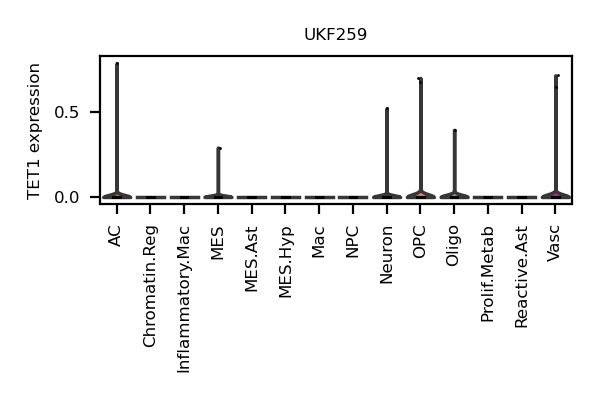 UKF259
TET1 expression
0.5
0.0
AC
Chromatin.Reg
Inflammatory.Mac
MES
MES.Ast
MES.Hyp
Mac
NPC
Neuron
OPC
Oligo
Prolif.Metab
Reactive.Ast
Vasc